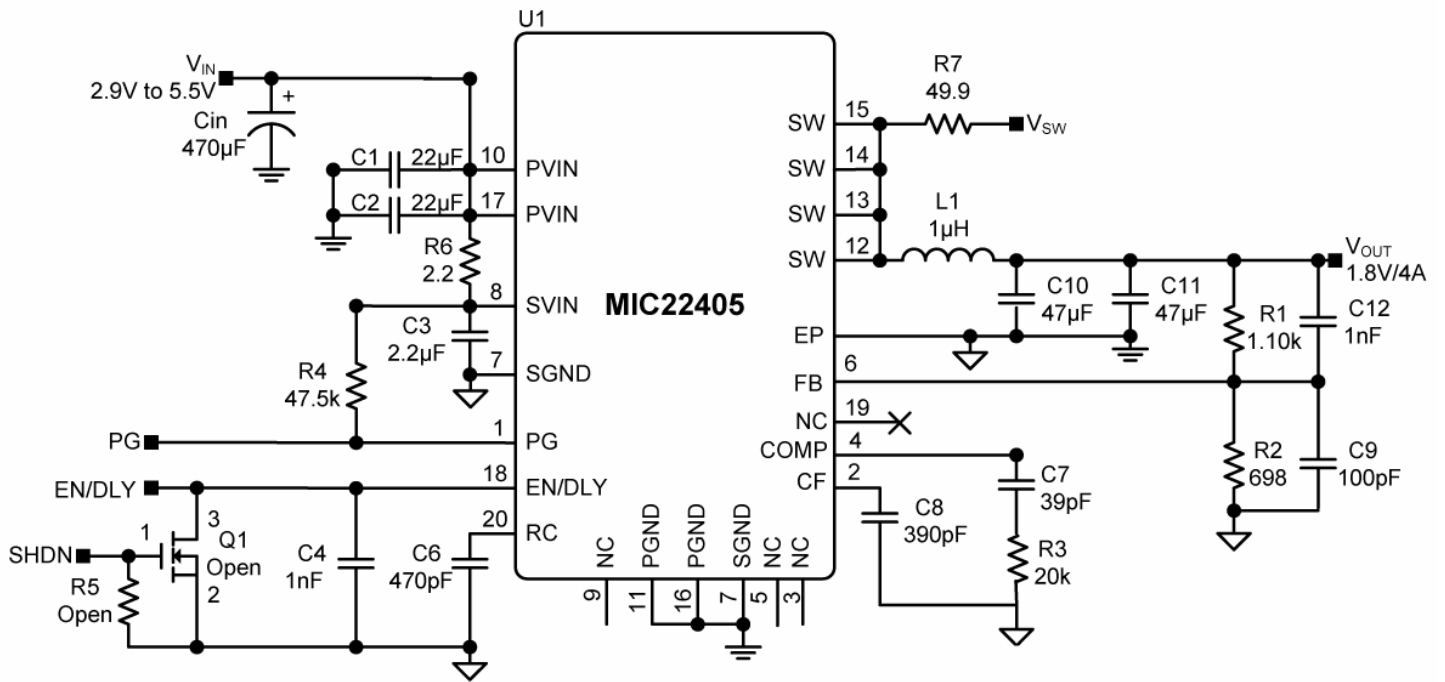 U1
V_IN
2.9V to 5.5V
+
Cin
470µF
C1 22µF
10 PVIN
C2 22µF
17 PVIN
R6
2.2
8 SVIN
C3
2.2µF
7 SGND
R4
47.5k
PG
1 PG
EN/DLY
18 EN/DLY
20 RC
SHDN
1
3
Q1
Open
2
R5
Open
C4
1nF
C6
470pF
MIC22405
R7
49.9
V_SW
SW 15
SW 14
SW 13
SW 12
L1
1µH
V_OUT
1.8V/4A
C10
47µF
C11
47µF
R1
1.10k
C12
1nF
EP
FB 6
NC 19
COMP 4
CF 2
C7
39pF
C8
390pF
R3
20k
R2
698
C9
100pF
NC
PGND
PGND
SGND
NC
NC
9
11
16
7
5
3